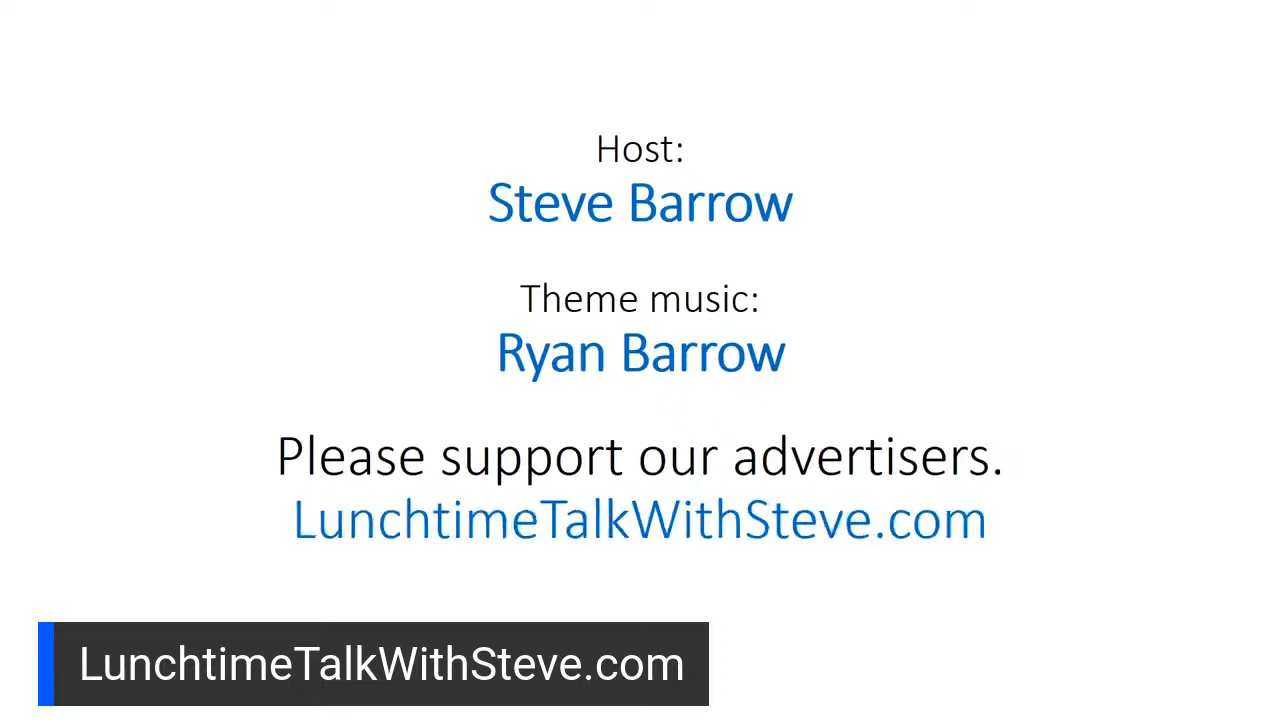 Host:
Steve Barrow
Theme music:
Ryan Barrow
Please support our advertisers.
LunchtimeTalkWithSteve.com
LunchtimeTalkWithSteve.com